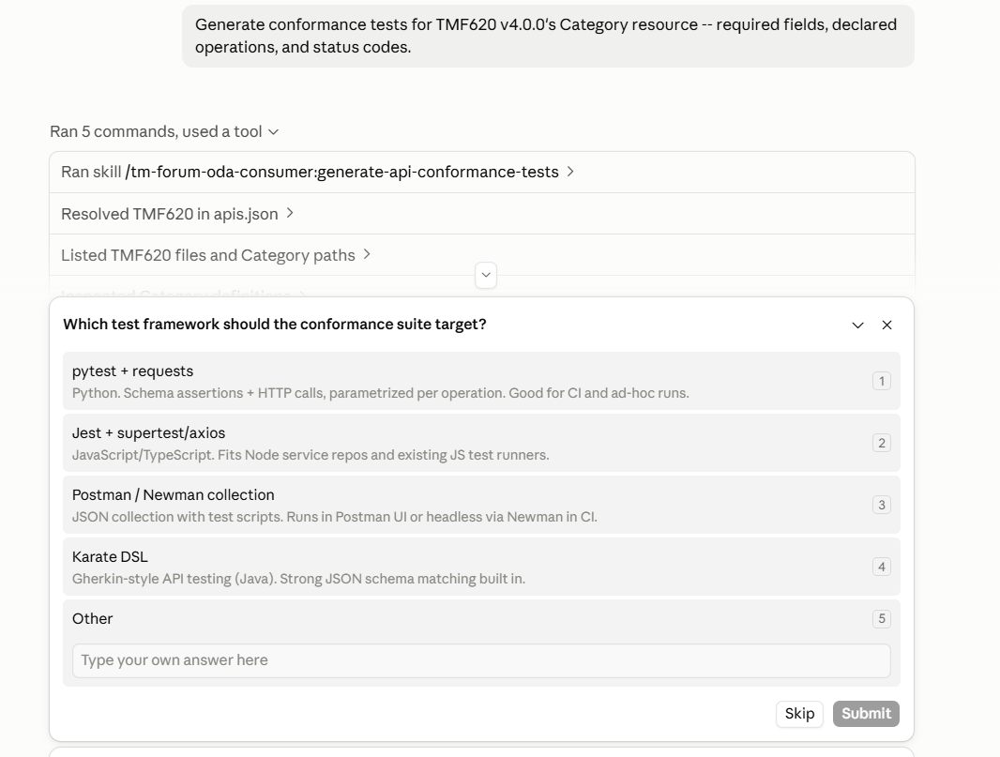 Generate conformance tests for TMF620 v4.0.0's Category resource -- required fields, declared
operations, and status codes.
Ran 5 commands, used a tool
Ran skill /tm-forum-oda-consumer:generate-api-conformance-tests
Resolved TMF620 in apis.json
Listed TMF620 files and Category paths
Inspected Category definitions
Which test framework should the conformance suite target?
pytest + requests
Python. Schema assertions + HTTP calls, parametrized per operation. Good for CI and ad-hoc runs.
1
Jest + supertest/axios
JavaScript/TypeScript. Fits Node service repos and existing JS test runners.
2
Postman / Newman collection
JSON collection with test scripts. Runs in Postman UI or headless via Newman in CI.
3
Karate DSL
Gherkin-style API testing (Java). Strong JSON schema matching built in.
4
Other
5
Type your own answer here
Skip
Submit